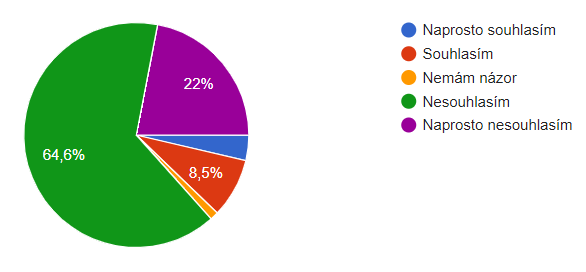 Naprosto souhlasím
Souhlasím
Nemám názor
Nesouhlasím
Naprosto nesouhlasím
22%
64,6%
8,5%